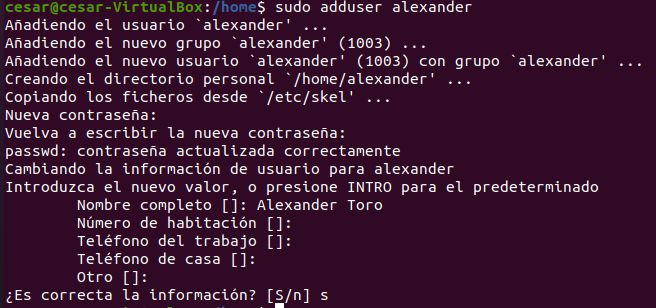 cesar@cesar-VirtualBox:/home$ sudo adduser alexander
Añadiendo el usuario `alexander' ...
Añadiendo el nuevo grupo `alexander' (1003) ...
Añadiendo el nuevo usuario `alexander' (1003) con grupo `alexander' ...
Creando el directorio personal `/home/alexander' ...
Copiando los ficheros desde `/etc/skel' ...
Nueva contraseña:
Vuelva a escribir la nueva contraseña:
passwd: contraseña actualizada correctamente
Cambiando la información de usuario para alexander
Introduzca el nuevo valor, o presione INTRO para el predeterminado
Nombre completo []: Alexander Toro
Número de habitación []:
Teléfono del trabajo []:
Teléfono de casa []:
Otro []:
¿Es correcta la información? [S/n] s